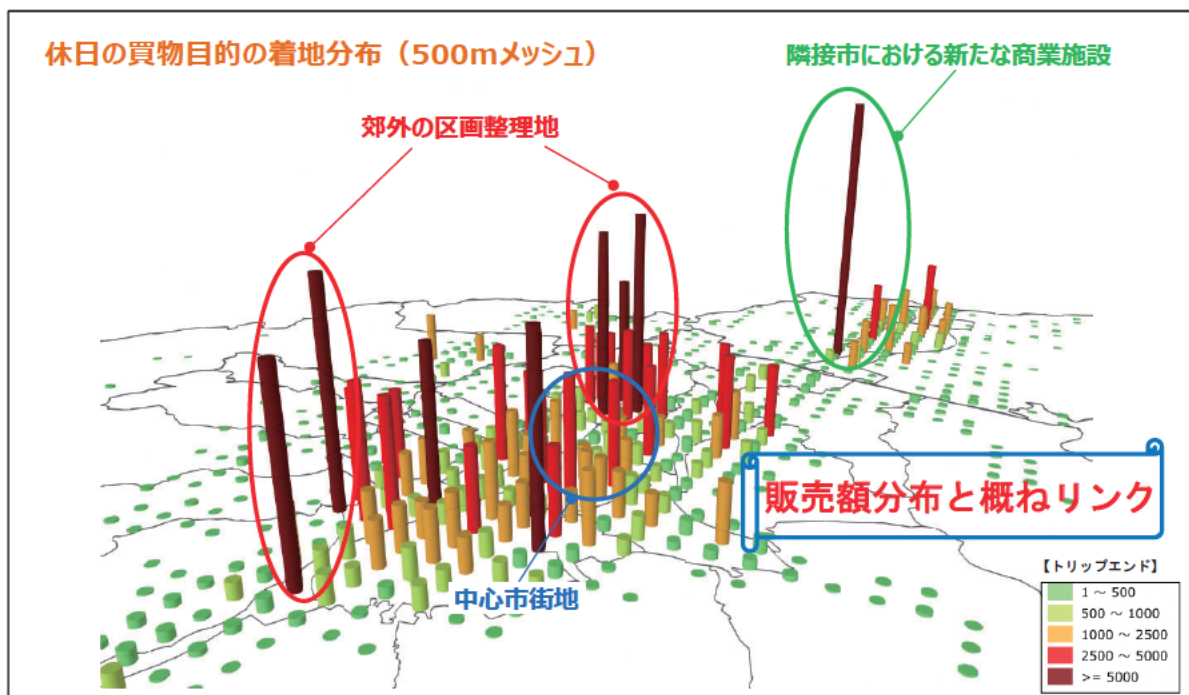 休日の買物目的の着地分布（500mメッシュ）
隣接市における新たな商業施設
郊外の区画整理地
販売額分布と概ねリンク
中心市街地
【トリップエンド】
1 ～ 500
500 ～ 1000
1000 ～ 2500
2500 ～ 5000
>= 5000